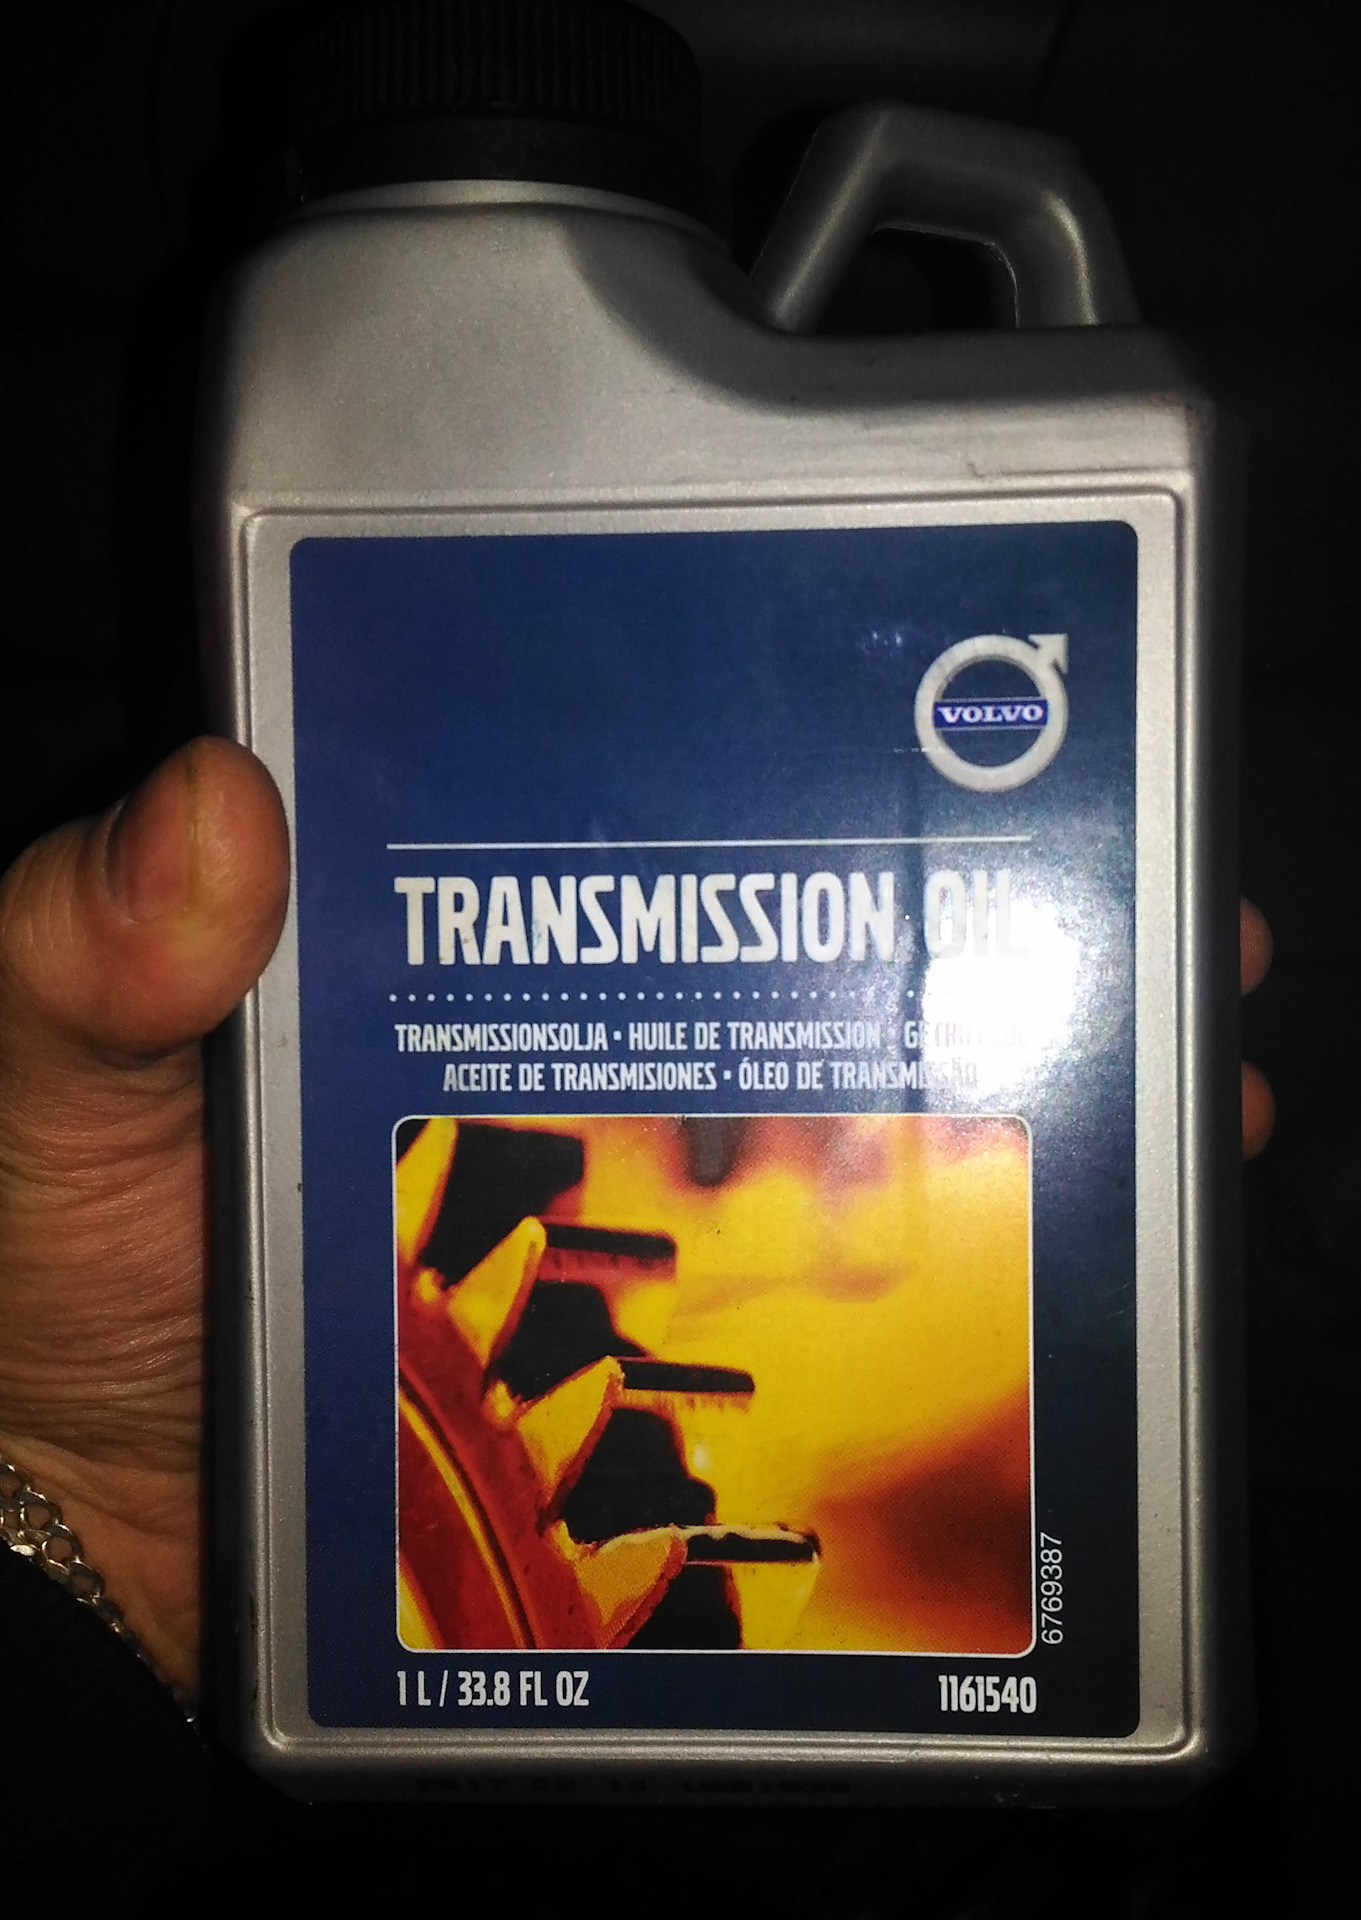 VOLVO
TRANSMISSION OIL
TRANSMISSIONSOLJA • HUILE DE TRANSMISSION
ACEITE DE TRANSMISIONES • ÓLEO DE TRANSMISSÃO
6769387
1 L / 33.8 FL OZ
1161540